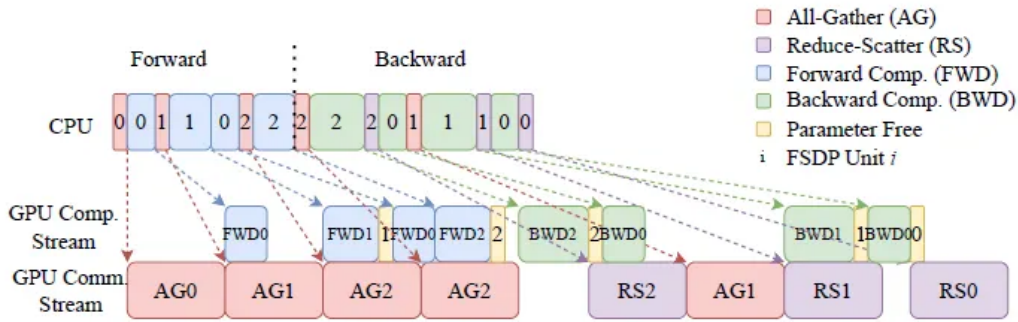 All-Gather (AG)
Reduce-Scatter (RS)
Forward Comp. (FWD)
Backward Comp. (BWD)
Parameter Free
i FSDP Unit i
Forward Backward
CPU 0 0 1 1 0 2 2 2 2 2 0 1 1 1 0 0
GPU Comp.
Stream
FWD0 FWD1 1 FWD0 FWD2 2 BWD2 2 BWD0 BWD1 1 BWD0 0
GPU Comm.
Stream
AG0 AG1 AG2 AG2 RS2 AG1 RS1 RS0